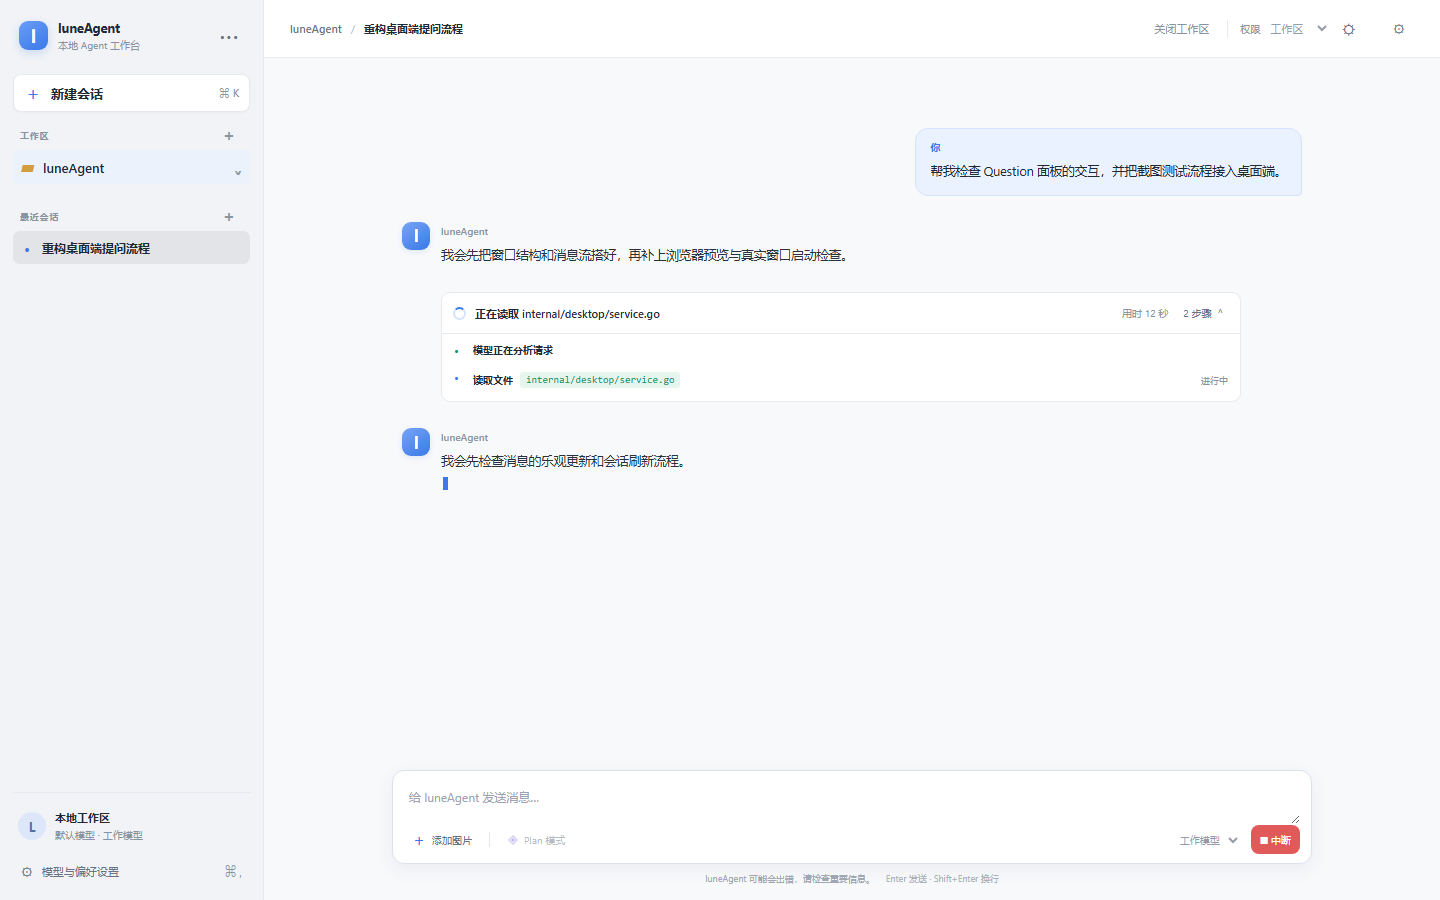 l
luneAgent
本地 Agent 工作台
+ 新建会话 ⌘ K
工作区 +
luneAgent
最近会话 +
重构桌面端提问流程
本地工作区
L
默认模型 · 工作模型
模型与偏好设置 ⌘ ,
luneAgent / 重构桌面端提问流程
关闭工作区 权限 工作区
你
帮我检查 Question 面板的交互，并把截图测试流程接入桌面端。
l
luneAgent
我会先把窗口结构和消息流搭好，再补上浏览器预览与真实窗口启动检查。
正在读取 internal/desktop/service.go 用时 12 秒 2 步骤 ^
模型正在分析请求
读取文件 internal/desktop/service.go 进行中
l
luneAgent
我会先检查消息的乐观更新和会话刷新流程。
给 luneAgent 发送消息...
+ 添加图片 Plan 模式 工作模型 中断
luneAgent 可能会出错，请检查重要信息。 Enter 发送 · Shift+Enter 换行